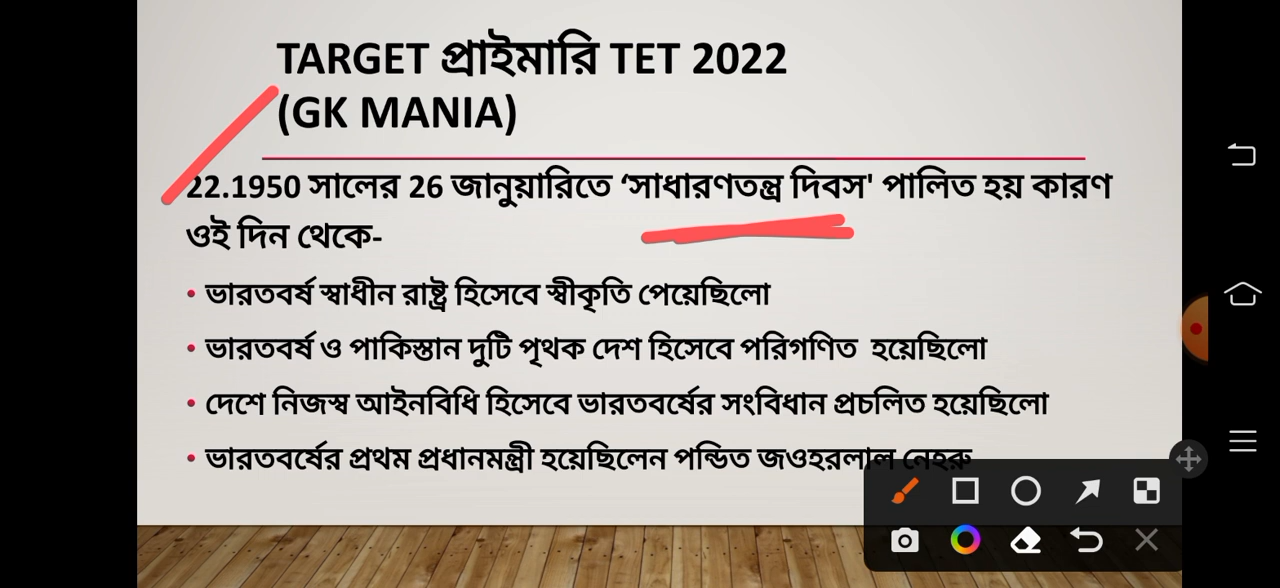 TARGET প্রাইমারি TET 2022
(GK MANIA)
22.1950 সালের 26 জানুয়ারিতে ‘সাধারণতন্ত্র দিবস' পালিত হয় কারণ
ওই দিন থেকে-
• ভারতবর্ষ স্বাধীন রাষ্ট্র হিসেবে স্বীকৃতি পেয়েছিলো
• ভারতবর্ষ ও পাকিস্তান দুটি পৃথক দেশ হিসেবে পরিগণিত হয়েছিলো
• দেশে নিজস্ব আইনবিধি হিসেবে ভারতবর্ষের সংবিধান প্রচলিত হয়েছিলো
• ভারতবর্ষের প্রথম প্রধানমন্ত্রী হয়েছিলেন পন্ডিত জওহরলাল নেহরু